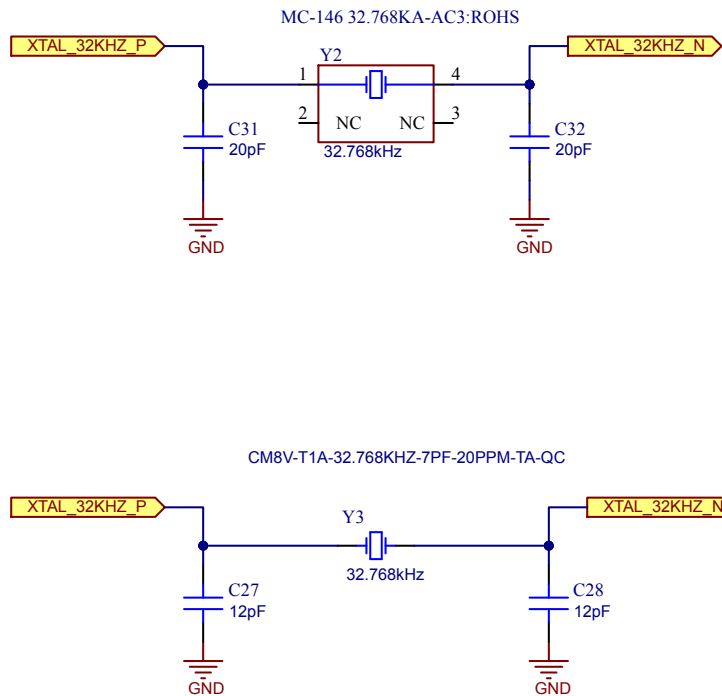 MC-146 32.768KA-AC3:ROHS
XTAL_32KHZ_P
XTAL_32KHZ_N
Y2
1
4
2
NC
NC
3
C31
20pF
C32
20pF
32.768kHz
GND
GND
CM8V-T1A-32.768KHZ-7PF-20PPM-TA-QC
XTAL_32KHZ_P
XTAL_32KHZ_N
Y3
32.768kHz
C27
12pF
C28
12pF
GND
GND